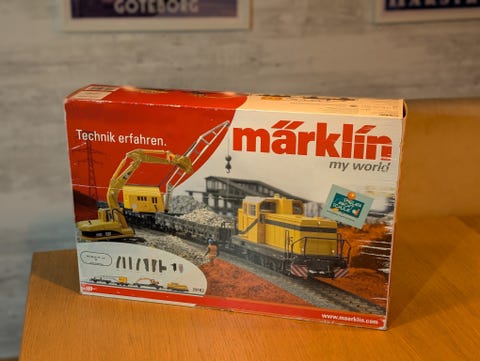 GÖTEBORG
Technik erfahren.
märklin
my world
www.maerklin.com